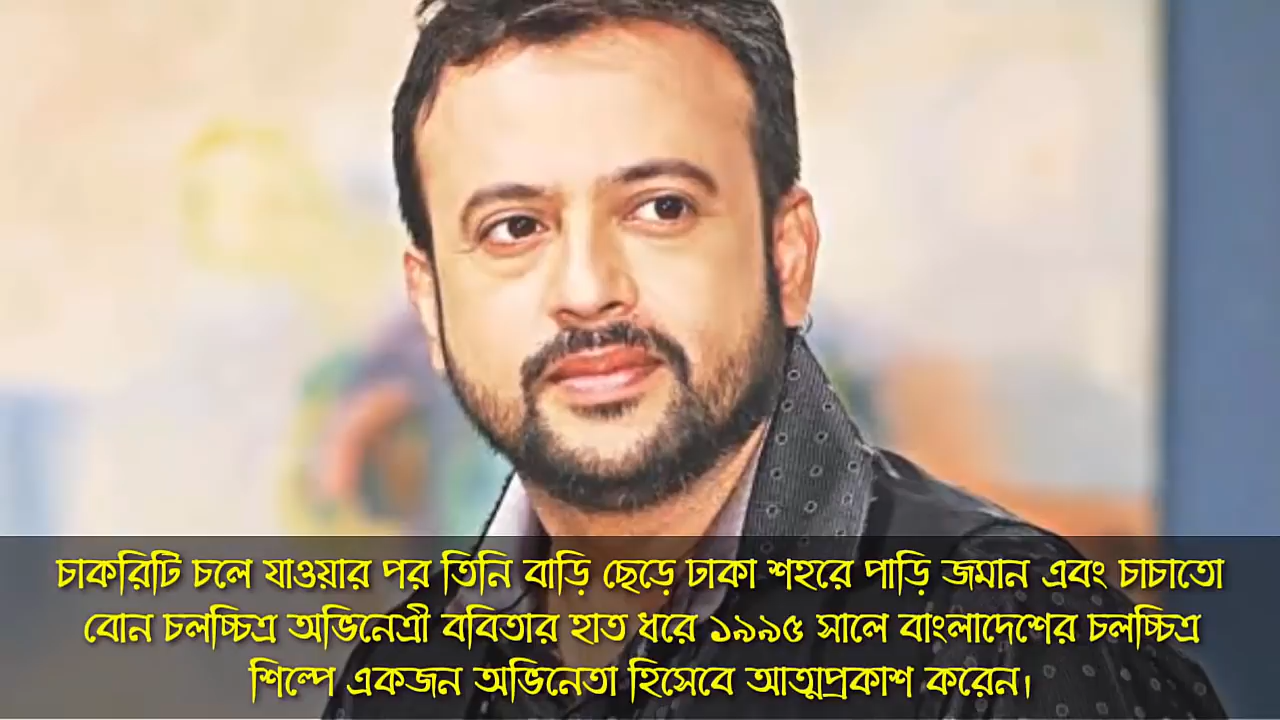 চাকরিটি চলে যাওয়ার পর তিনি বাড়ি ছেড়ে ঢাকা শহরে পাড়ি জমান এবং চাচাতো
বোন চলচ্চিত্র অভিনেত্রী ববিতার হাত ধরে ১৯৯৫ সালে বাংলাদেশের চলচ্চিত্র
শিল্পে একজন অভিনেতা হিসেবে আত্মপ্রকাশ করেন।